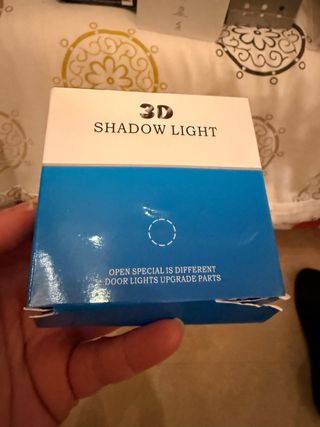 3D
SHADOW LIGHT
OPEN SPECIAL IS DIFFERENT
DOOR LIGHTS UPGRADE PARTS